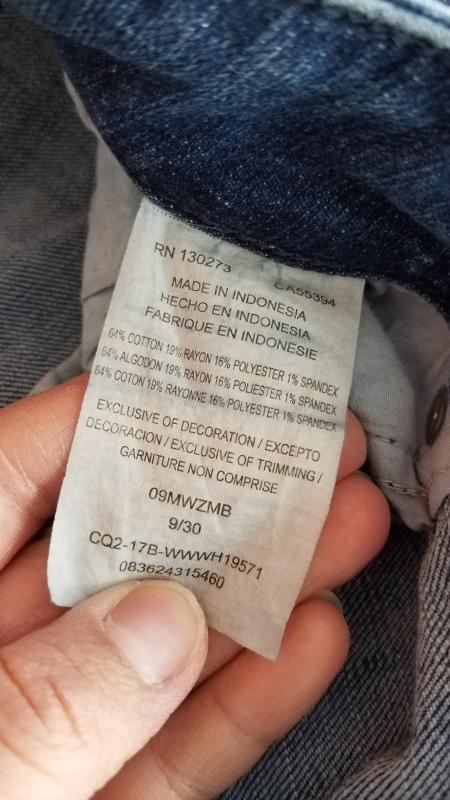 RN 130273 CA55394
MADE IN INDONESIA
HECHO EN INDONESIA
FABRIQUE EN INDONESIE
64% COTTON 19% RAYON 16% POLYESTER 1% SPANDEX
64% ALGODON 19% RAYON 16% POLIESTER 1% SPANDEX
64% COTON 19% RAYONNE 16% POLYESTER 1% SPANDEX
EXCLUSIVE OF DECORATION / EXCEPTO
DECORACION / EXCLUSIVE OF TRIMMING /
GARNITURE NON COMPRISE
09MWZMB
9/30
CQ2-17B-WWWH19571
083624315460